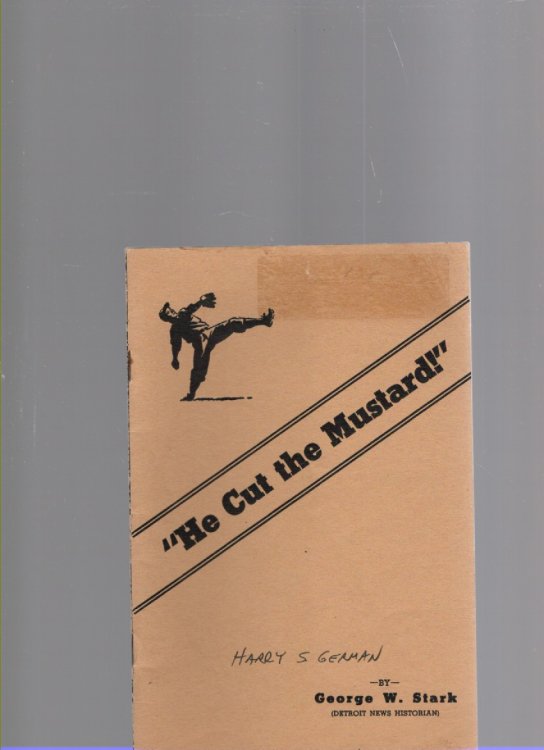 "He Cut the Mustard!"
HARRY S GERMAN
—BY—
George W. Stark
(DETROIT NEWS HISTORIAN)